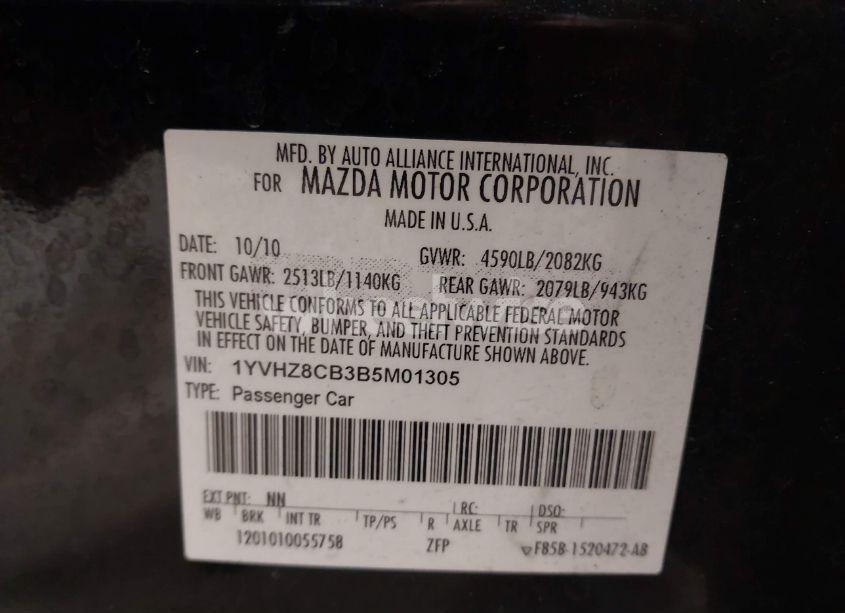 MFD. BY AUTO ALLIANCE INTERNATIONAL, INC.
FOR MAZDA MOTOR CORPORATION
MADE IN U.S.A.
DATE: 10/10 GVWR: 4590LB/2082KG
FRONT GAWR: 2513LB/1140KG REAR GAWR: 2079LB/943KG
THIS VEHICLE CONFORMS TO ALL APPLICABLE FEDERAL MOTOR
VEHICLE SAFETY, BUMPER, AND THEFT PREVENTION STANDARDS
IN EFFECT ON THE DATE OF MANUFACTURE SHOWN ABOVE.
VIN: 1YVHZ8CB3B5M01305
TYPE: Passenger Car
EXT PNT: NN RC: DSO:
WB BRK INT TR TP/PS R AXLE TR SPR
1201010055758 ZFP F85B-1520472-AB